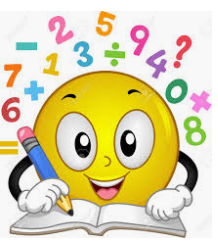 − 2 5 9 4 ?
7 + 1 3 ÷ 0 ×
6 8
=